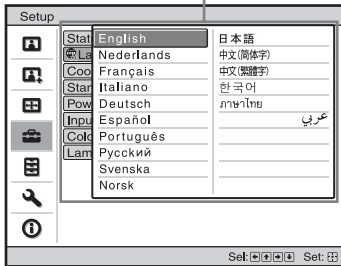 Setup
Stat
La
Coo
Star
Pow
Inpu
Colo
Lam
English
Nederlands
Français
Italiano
Deutsch
Español
Português
Русский
Svenska
Norsk
日本語
中文(简体字)
中文(繁體字)
한국어
ภาษาไทย
عربي
Sel: Set: